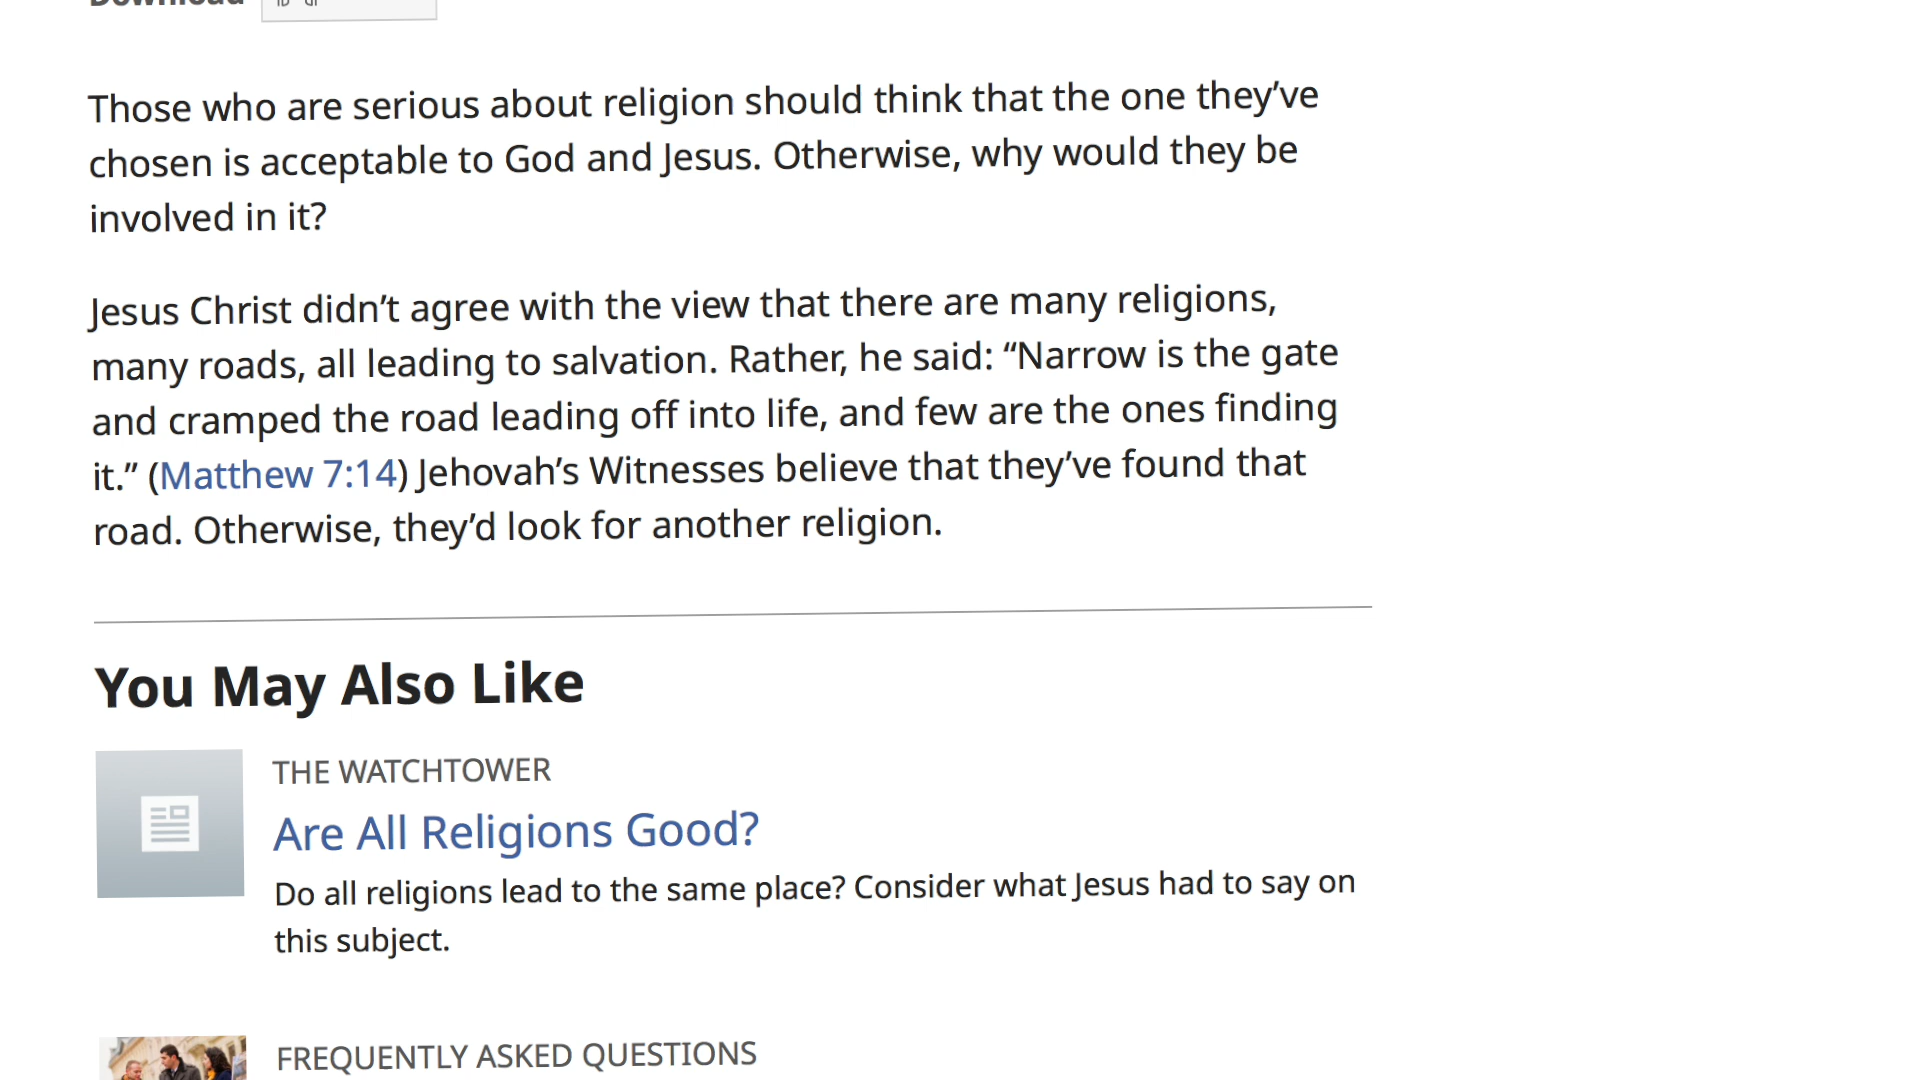 Download
Those who are serious about religion should think that the one they’ve
chosen is acceptable to God and Jesus. Otherwise, why would they be
involved in it?
Jesus Christ didn’t agree with the view that there are many religions,
many roads, all leading to salvation. Rather, he said: “Narrow is the gate
and cramped the road leading off into life, and few are the ones finding
it.” (Matthew 7:14) Jehovah’s Witnesses believe that they’ve found that
road. Otherwise, they’d look for another religion.
You May Also Like
THE WATCHTOWER
Are All Religions Good?
Do all religions lead to the same place? Consider what Jesus had to say on
this subject.
FREQUENTLY ASKED QUESTIONS